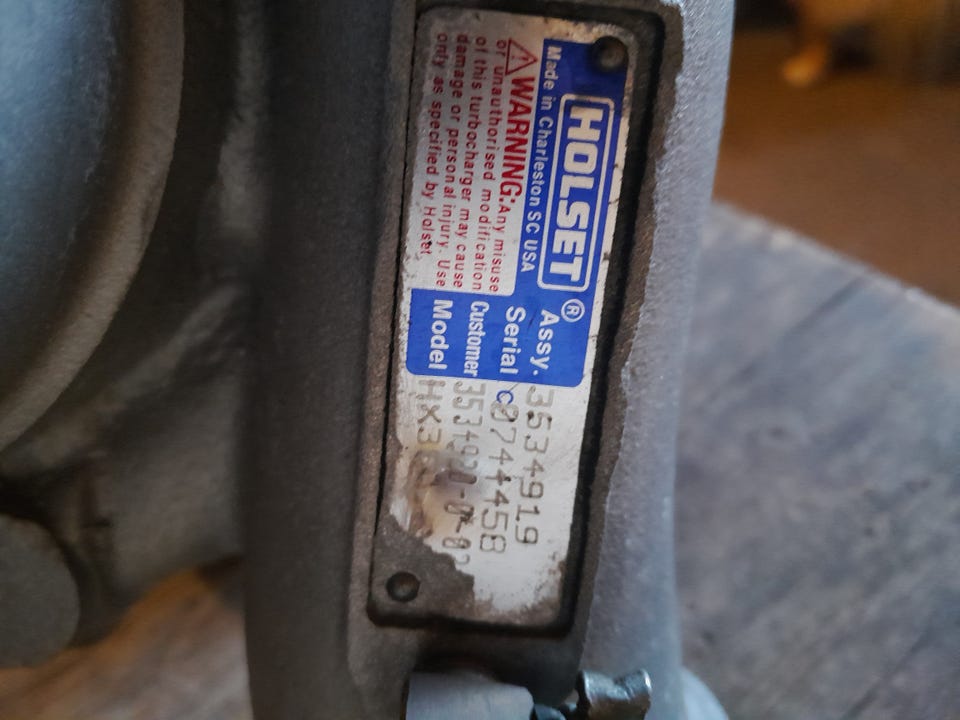 HOLSET®
Made in Charleston SC USA
⚠WARNING: Any misuse
or unauthorised modification
of this turbocharger may cause
damage or personal injury. Use
only as specified by Holset.
Assy. 3534919
Serial C0744458
Customer
Model